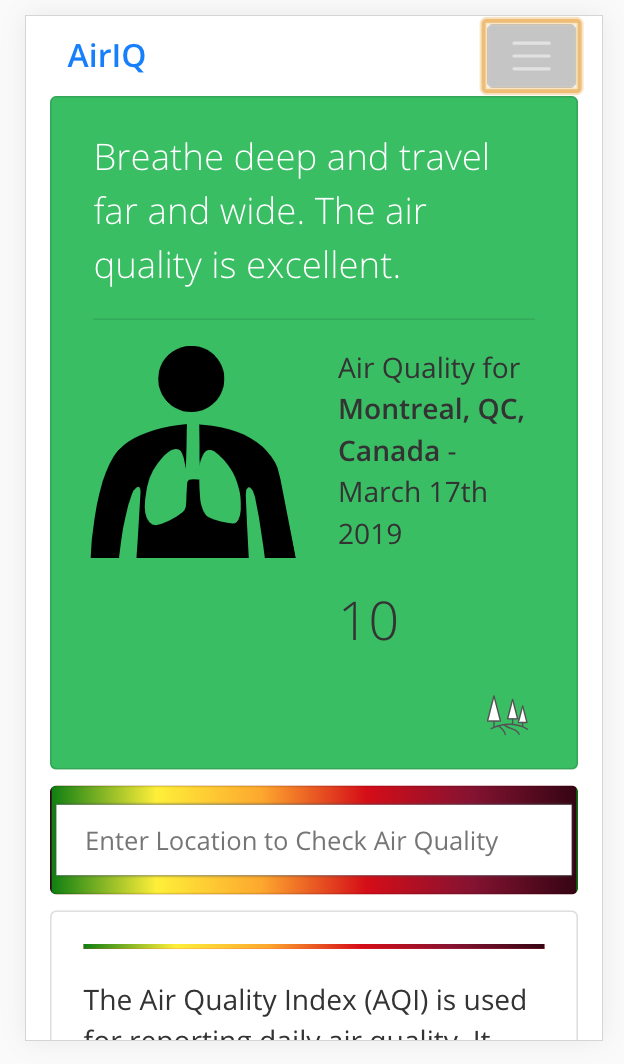 AirIQ
Breathe deep and travel
far and wide. The air
quality is excellent.
Air Quality for
Montreal, QC,
Canada -
March 17th
2019
10
Enter Location to Check Air Quality
The Air Quality Index (AQI) is used
for reporting daily air quality. It